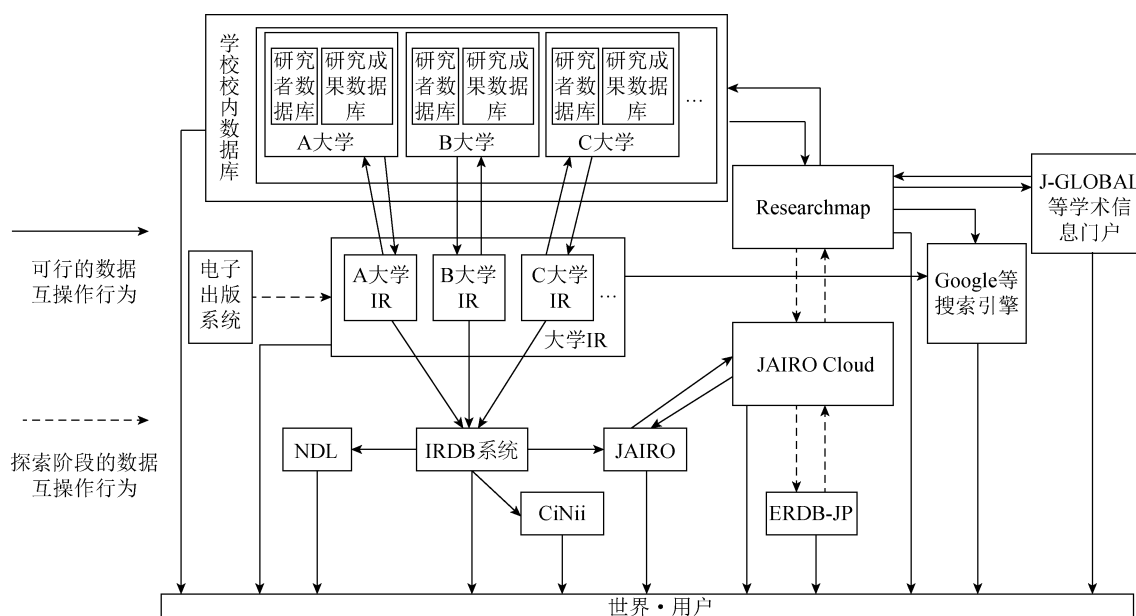 学校校内数据库
研究
者数
据库
研究成
果数据
库
A大学
研究
者数
据库
研究成
果数据
库
B大学
研究
者数
据库
研究成
果数据
库
C大学
…
Researchmap
J-GLOBAL
等学术信
息门户
可行的数据
互操作行为
电子
出版
系统
A大学
IR
B大学
IR
C大学
IR
…
大学IR
Google等
搜索引擎
JAIRO Cloud
探索阶段的数据
互操作行为
NDL
IRDB系统
JAIRO
CiNii
ERDB-JP
世界·用户